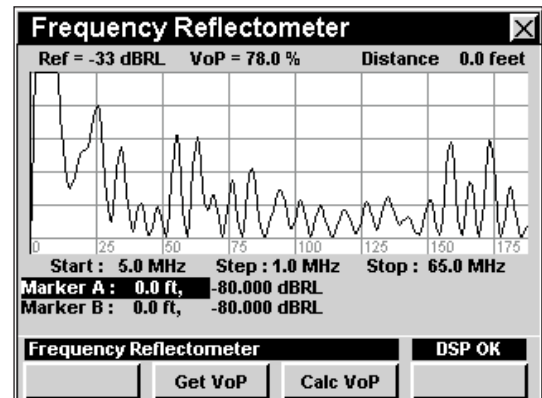 Frequency Reflectometer
Ref = -33 dBRL VoP = 78.0 % Distance 0.0 feet
0 25 50 75 100 125 150 175
Start : 5.0 MHz Step : 1.0 MHz Stop : 65.0 MHz
Marker A : 0.0 ft, -80.000 dBRL
Marker B : 0.0 ft, -80.000 dBRL
Frequency Reflectometer DSP OK
Get VoP Calc VoP